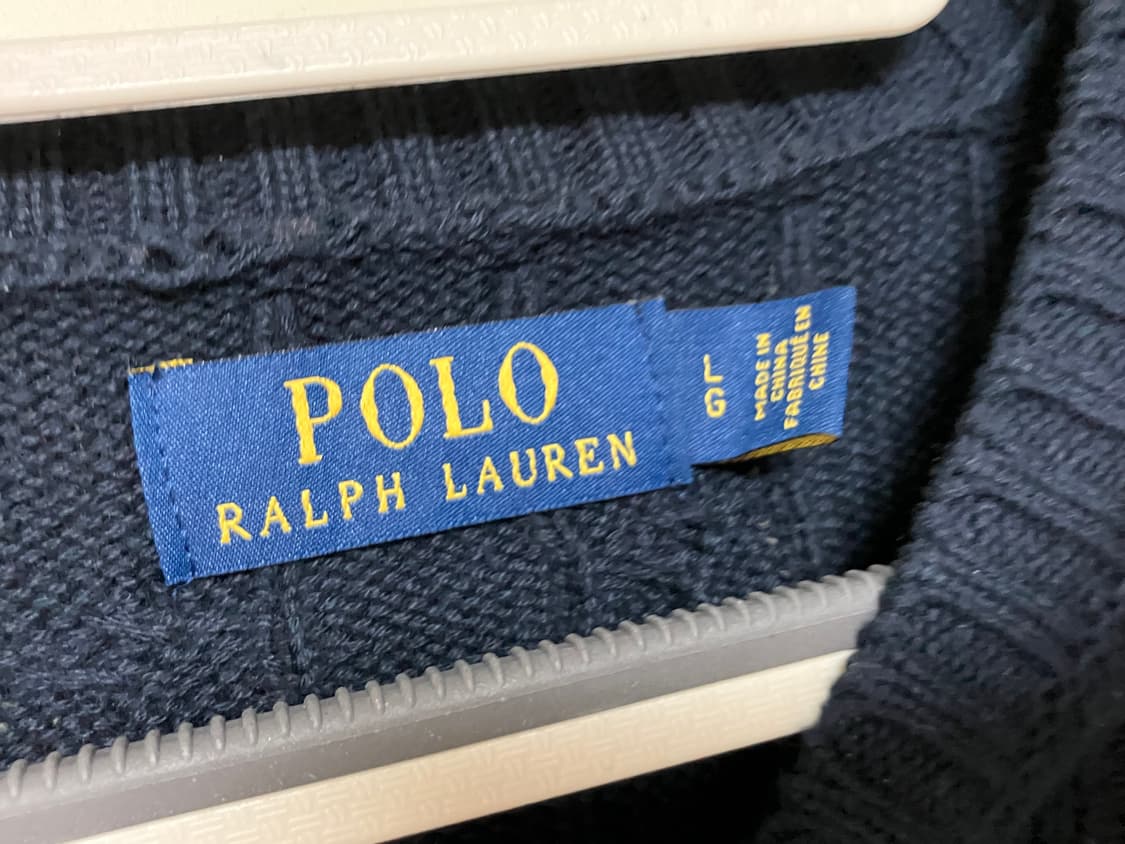 POLO
RALPH LAUREN
L
G
MADE IN
CHINA
FABRIQUÉ EN
CHINE